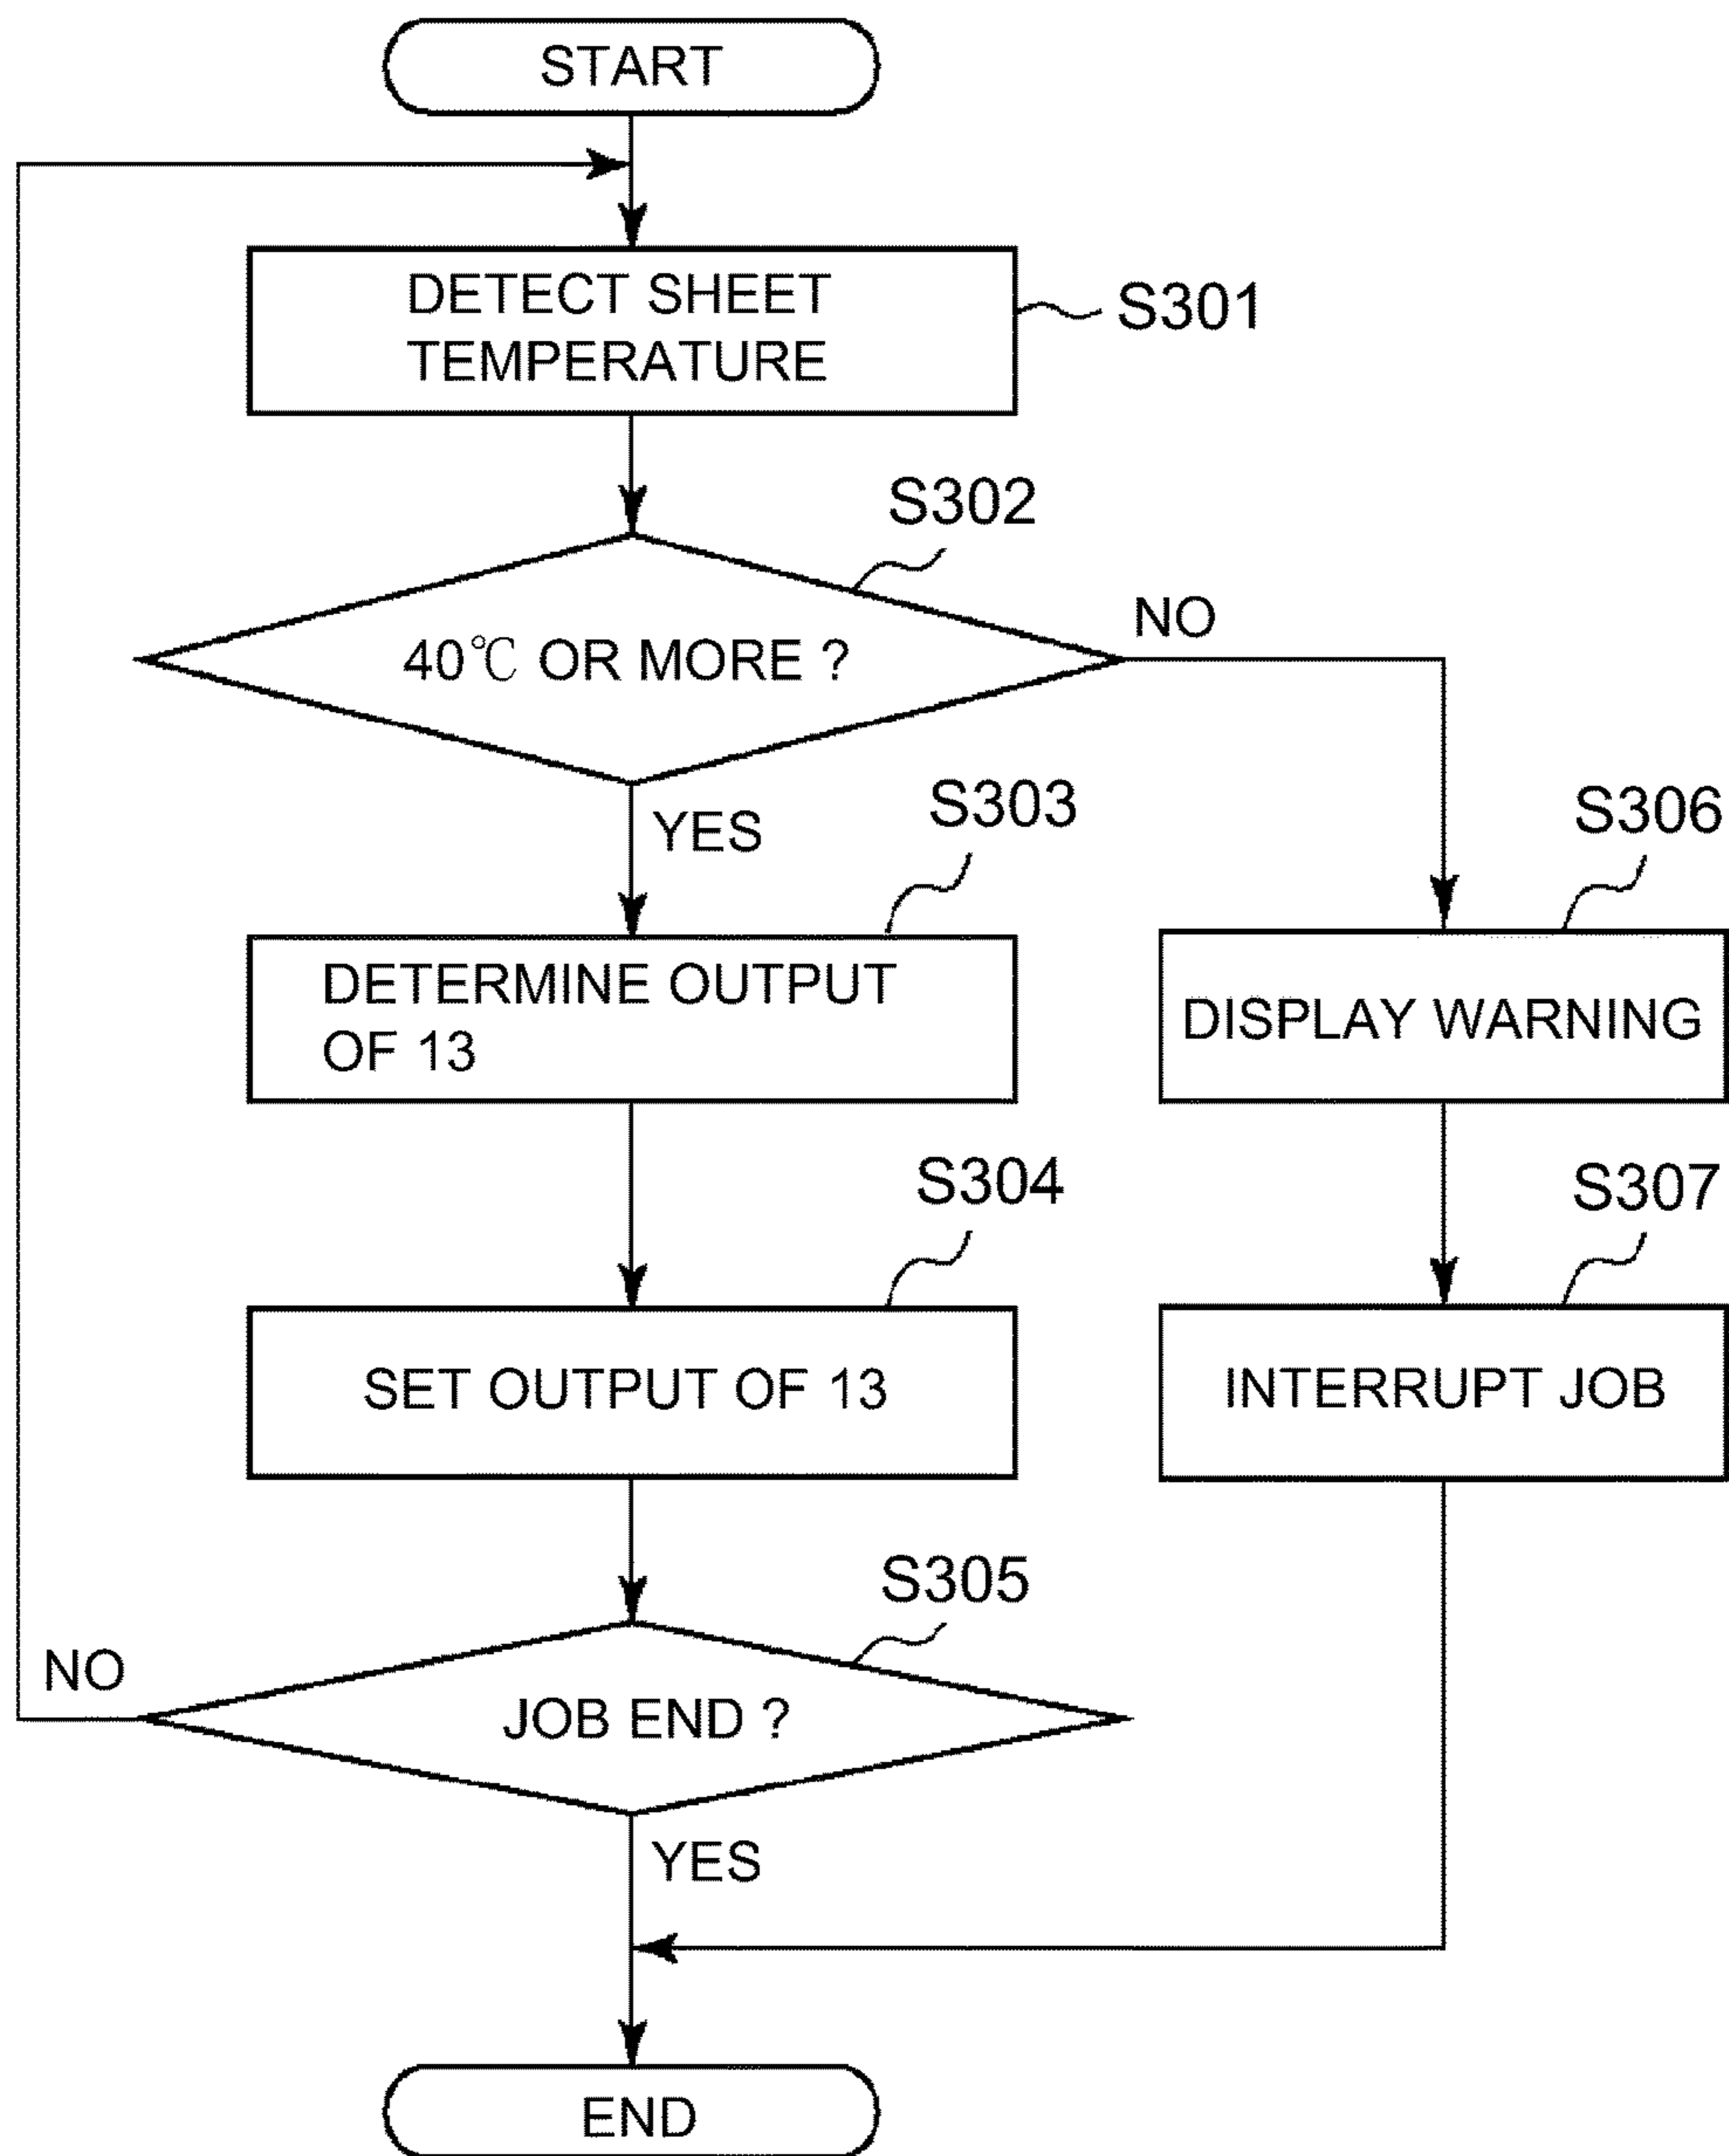 START
DETECT SHEET
TEMPERATURE
S301
S302
40℃ OR MORE ?
NO
YES
S303
DETERMINE OUTPUT
OF 13
S306
DISPLAY WARNING
S304
SET OUTPUT OF 13
S307
INTERRUPT JOB
S305
JOB END ?
NO
YES
END